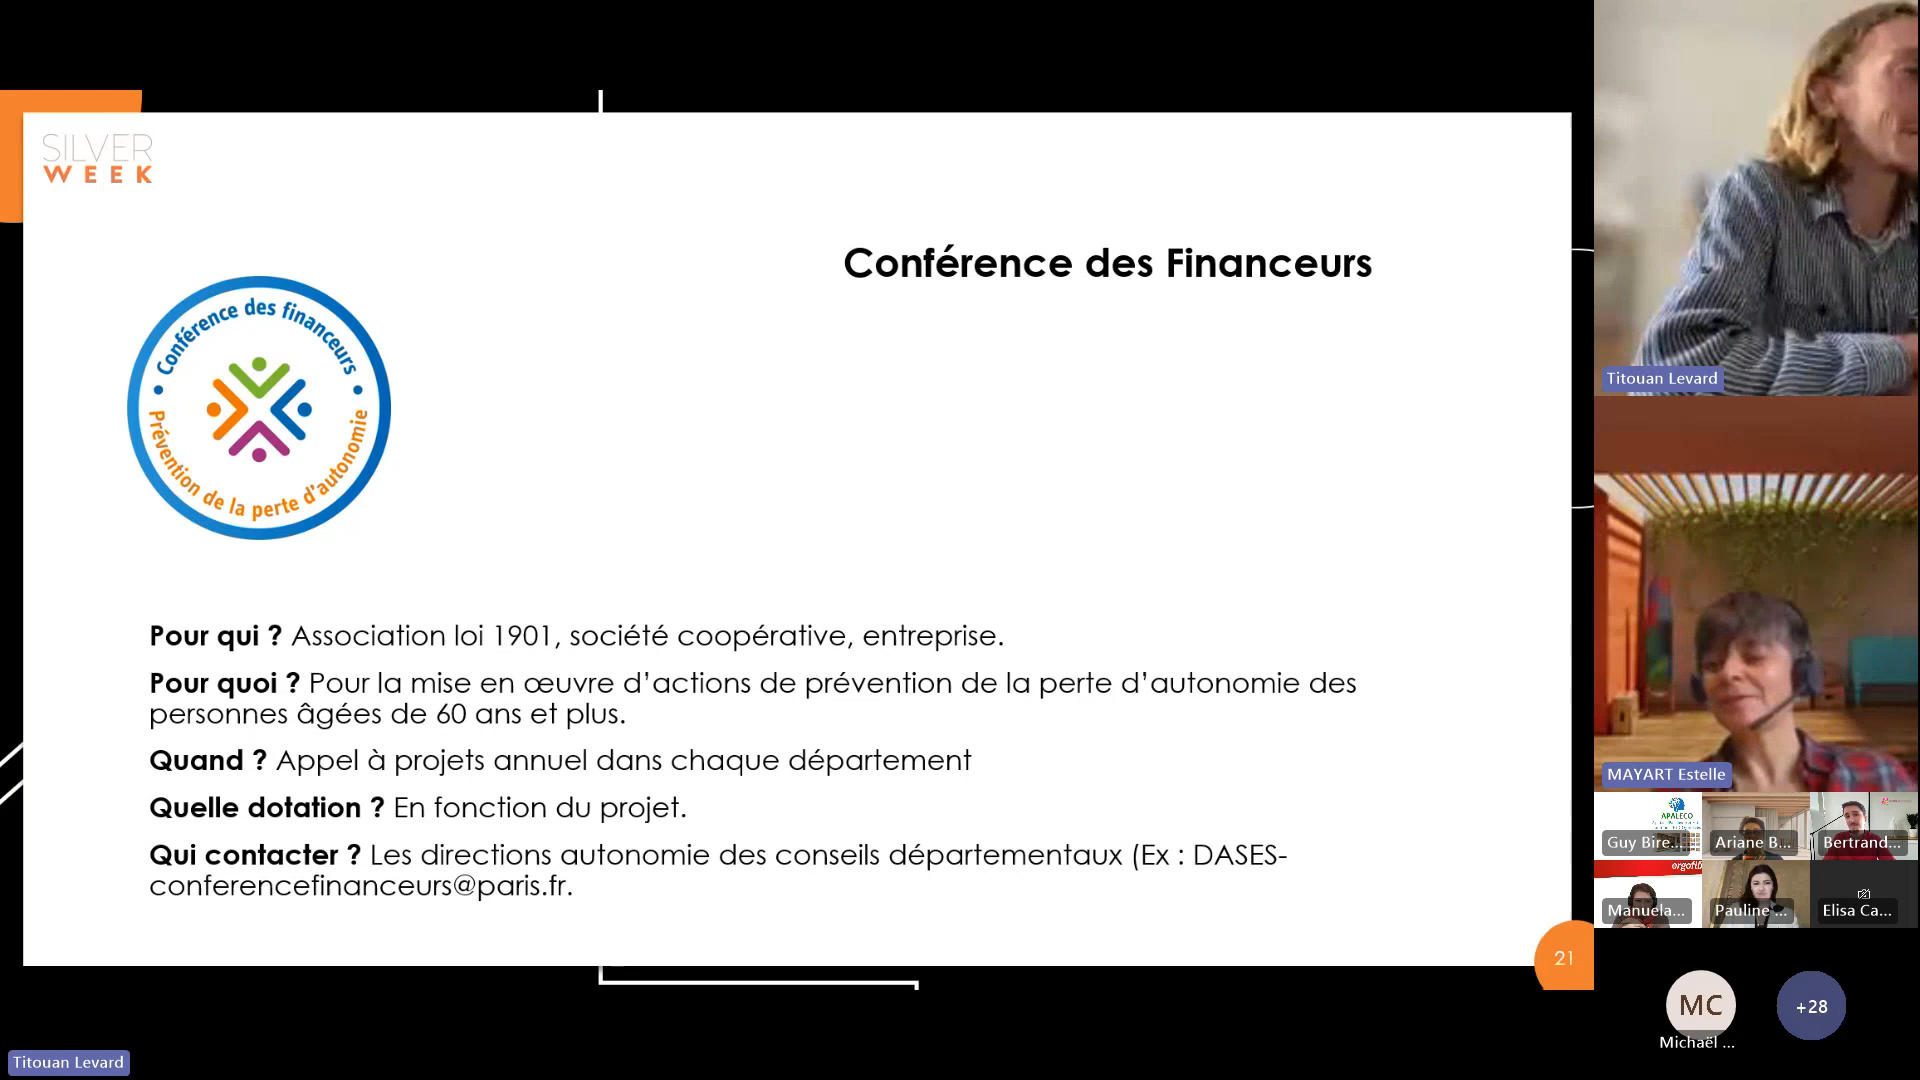 SILVER
WEEK
Conférence des Financeurs
Conférence des financeurs
Prévention de la perte d'autonomie
Pour qui ? Association loi 1901, société coopérative, entreprise.
Pour quoi ? Pour la mise en œuvre d’actions de prévention de la perte d’autonomie des
personnes âgées de 60 ans et plus.
Quand ? Appel à projets annuel dans chaque département
Quelle dotation ? En fonction du projet.
Qui contacter ? Les directions autonomie des conseils départementaux (Ex : DASES-
conferencefinanceurs@paris.fr.
21
Titouan Levard
Titouan Levard
MAYART Estelle
APALECO
Guy Bire...
Ariane B...
Bertrand...
Manuela...
Pauline ...
Elisa Ca...
MC
+28
Michaël ...